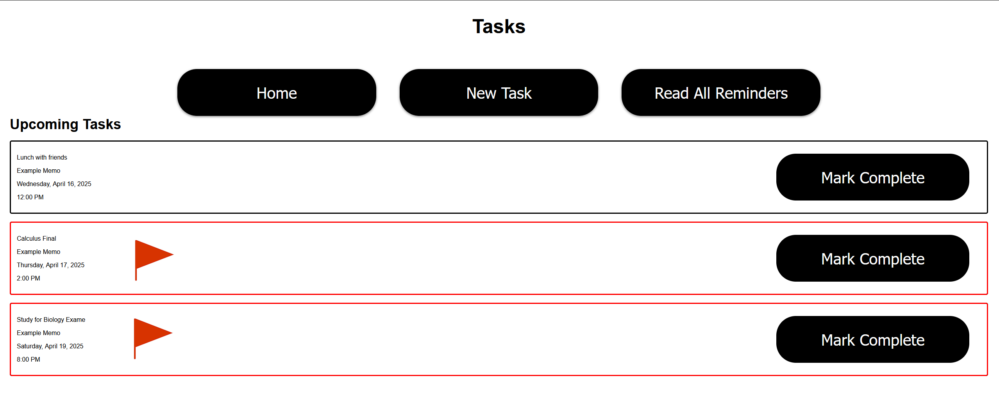 Tasks
Home
New Task
Read All Reminders
Upcoming Tasks
Lunch with friends
Example Memo
Wednesday, April 16, 2025
12:00 PM
Mark Complete
Calculus Final
Example Memo
Thursday, April 17, 2025
2:00 PM
Mark Complete
Study for Biology Exame
Example Memo
Saturday, April 19, 2025
8:00 PM
Mark Complete